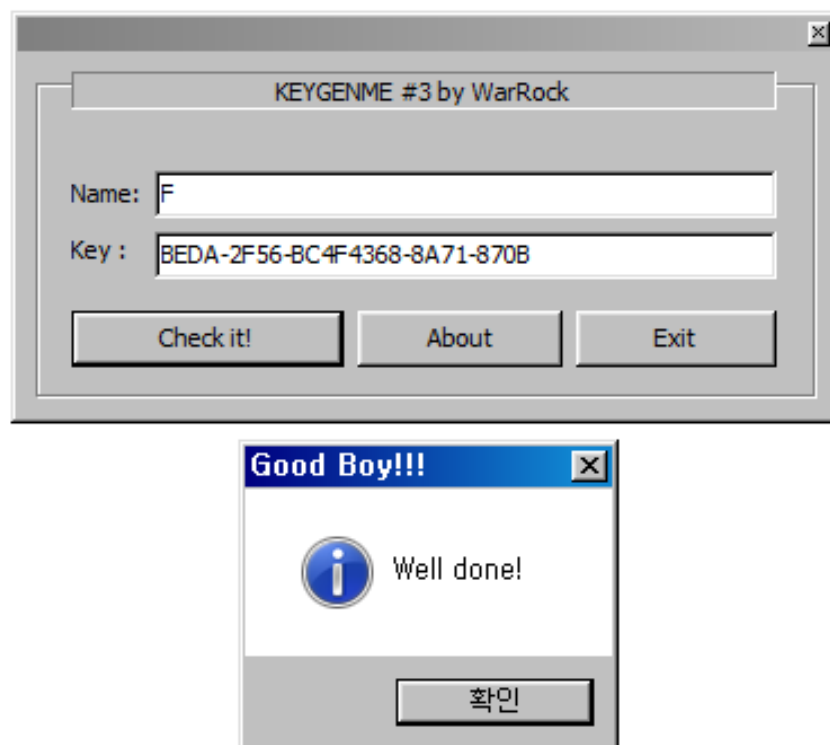 KEYGENME #3 by WarRock
Name: F
Key : BEDA-2F56-BC4F4368-8A71-870B
Check it! About Exit
Good Boy!!!
Well done!
확인